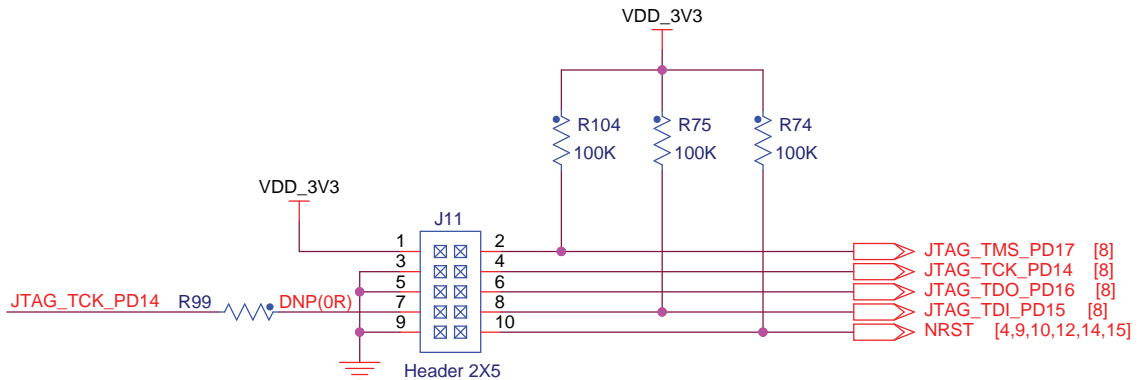 VDD_3V3
R104
100K
R75
100K
R74
100K
VDD_3V3
J11
1 2
3 4
5 6
7 8
9 10
JTAG_TMS_PD17 [8]
JTAG_TCK_PD14 [8]
JTAG_TDO_PD16 [8]
JTAG_TDI_PD15 [8]
NRST [4,9,10,12,14,15]
JTAG_TCK_PD14 R99 DNP(0R)
Header 2X5